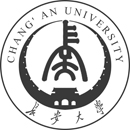 CHANG' AN UNIVERSITY
长安大学